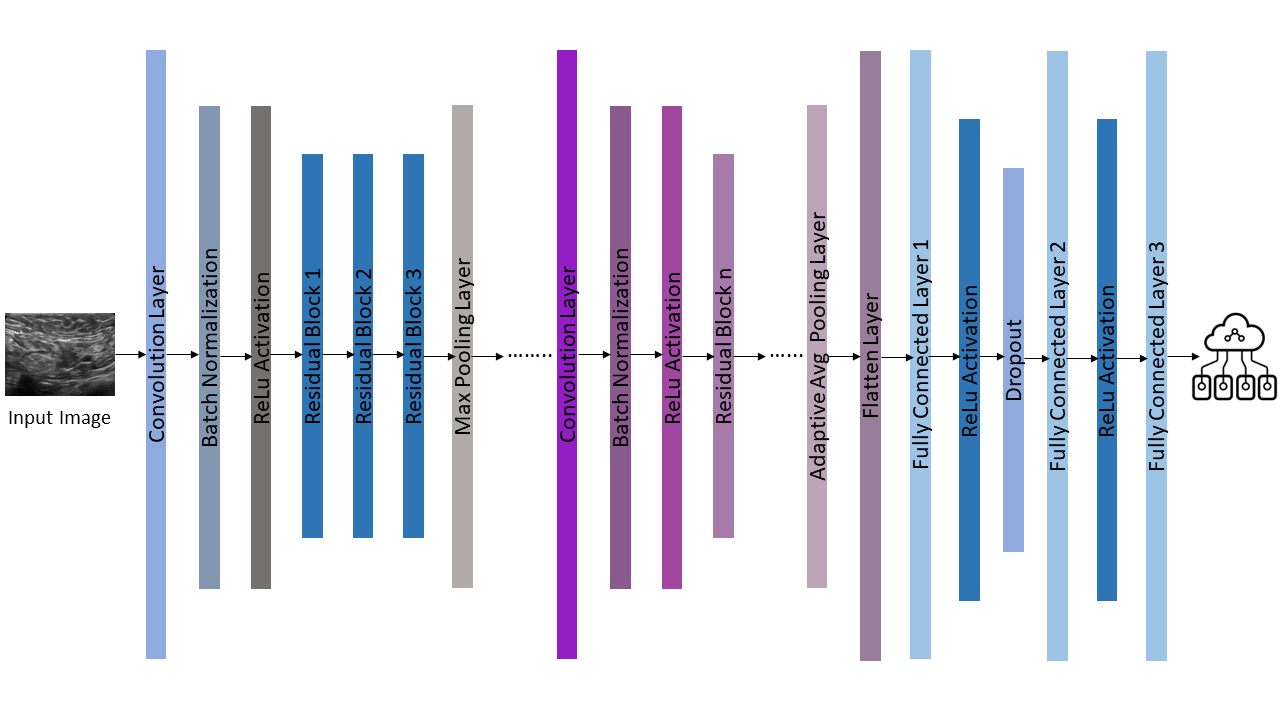 Input Image
Convolution Layer
Batch Normalization
ReLu Activation
Residual Block 1
Residual Block 2
Residual Block 3
Max Pooling Layer
........
Convolution Layer
Batch Normalization
ReLu Activation
Residual Block n
......
Adaptive Avg Pooling Layer
Flatten Layer
Fully Connected Layer 1
ReLu Activation
Dropout
Fully Connected Layer 2
ReLu Activation
Fully Connected Layer 3